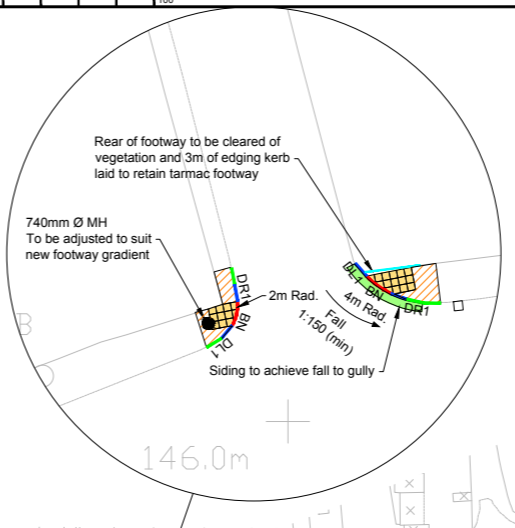 100
Rear of footway to be cleared of
vegetation and 3m of edging kerb
laid to retain tarmac footway
740mm Ø MH
To be adjusted to suit
new footway gradient
DR1
BN
DL1
2m Rad.
DL1
BN
DR1
4m Rad.
Fall
1:150 (min)
Siding to achieve fall to gully
B
146.0m